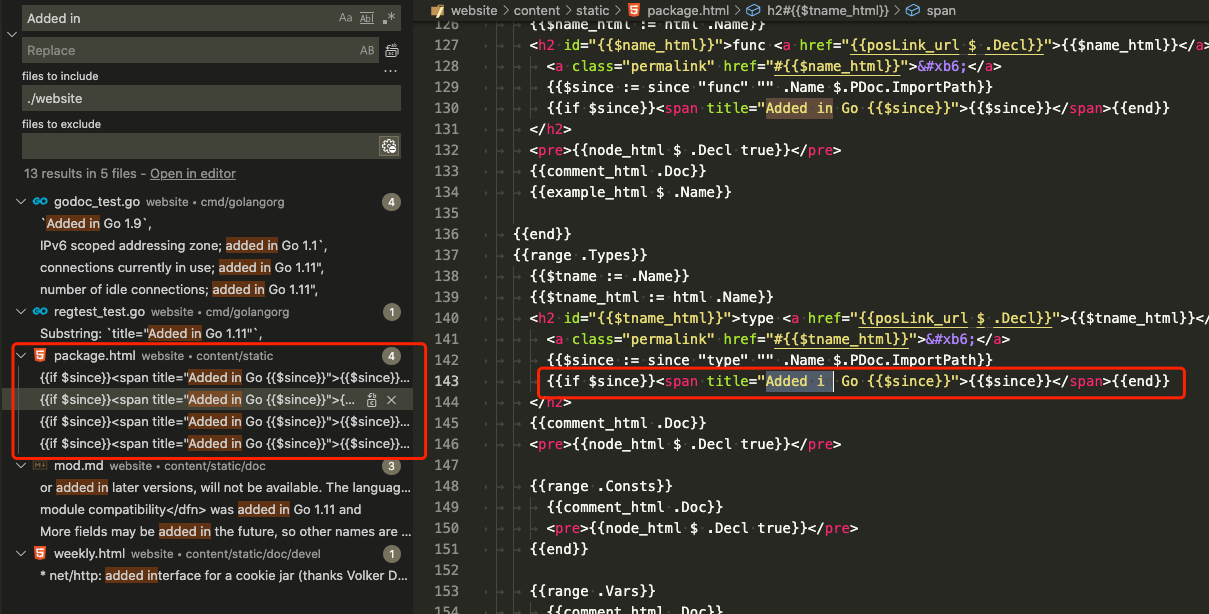 Added in
Aa Abl .*
Replace
AB
files to include
...
./website
files to exclude
13 results in 5 files - Open in editor
godoc_test.go website • cmd/golangorg 4
`Added in Go 1.9`,
IPv6 scoped addressing zone; added in Go 1.1`,
connections currently in use; added in Go 1.11",
number of idle connections; added in Go 1.11",
regtest_test.go website • cmd/golangorg 1
Substring: `title="Added in Go 1.11"`,
package.html website • content/static 4
{{if $since}}<span title="Added in Go {{$since}}">{{$since}}...
{{if $since}}<span title="Added in Go {{$since}}">{...
{{if $since}}<span title="Added in Go {{$since}}">{{$since}}...
{{if $since}}<span title="Added in Go {{$since}}">{{$since}}...
mod.md website • content/static/doc 3
or added in later versions, will not be available. The languag...
module compatibility</dfn> was added in Go 1.11 and
More fields may be added in the future, so other names are ...
weekly.html website • content/static/doc/devel 1
* net/http: added interface for a cookie jar (thanks Volker D...
website > content > static > package.html > h2#{{$tname_html}} > span
126 {{$name_html := html .Name}}
127 <h2 id="{{$name_html}}">func <a href="{{posLink_url $ .Decl}}">{{$name_html}}</a>
128 <a class="permalink" href="#{{$name_html}}">&#xb6;</a>
129 {{$since := since "func" "" .Name $.PDoc.ImportPath}}
130 {{if $since}}<span title="Added in Go {{$since}}">{{$since}}</span>{{end}}
131 </h2>
132 <pre>{{node_html $ .Decl true}}</pre>
133 {{comment_html .Doc}}
134 {{example_html $ .Name}}
135
136 {{end}}
137 {{range .Types}}
138 {{$tname := .Name}}
139 {{$tname_html := html .Name}}
140 <h2 id="{{$tname_html}}">type <a href="{{posLink_url $ .Decl}}">{{$tname_html}}</
141 <a class="permalink" href="#{{$tname_html}}">&#xb6;</a>
142 {{$since := since "type" "" .Name $.PDoc.ImportPath}}
143 {{if $since}}<span title="Added i Go {{$since}}">{{$since}}</span>{{end}}
144 </h2>
145 {{comment_html .Doc}}
146 <pre>{{node_html $ .Decl true}}</pre>
147
148 {{range .Consts}}
149 {{comment_html .Doc}}
150 <pre>{{node_html $ .Decl true}}</pre>
151 {{end}}
152
153 {{range .Vars}}
154 {{comment_html .Doc}}